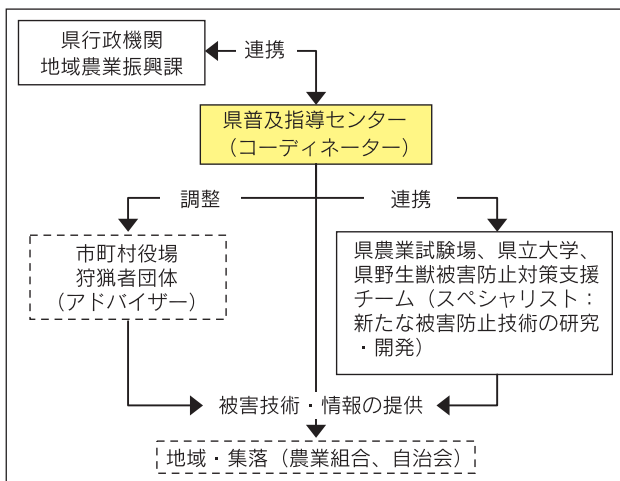 県行政機関
地域農業振興課
連携
県普及指導センター
（コーディネーター）
調整
連携
市町村役場
狩猟者団体
（アドバイザー）
県農業試験場、県立大学、
県野生獣被害防止対策支援
チーム（スペシャリスト：
新たな被害防止技術の研究
・開発）
被害技術・情報の提供
地域・集落（農業組合、自治会）